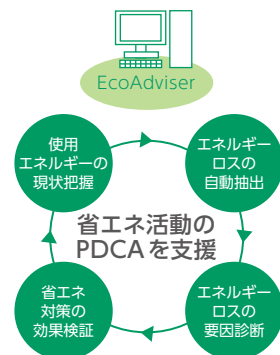 EcoAdviser
使用
エネルギーの
現状把握
エネルギー
ロスの
自動抽出
省エネ活動の
PDCAを支援
省エネ
対策の
効果検証
エネルギー
ロスの
要因診断